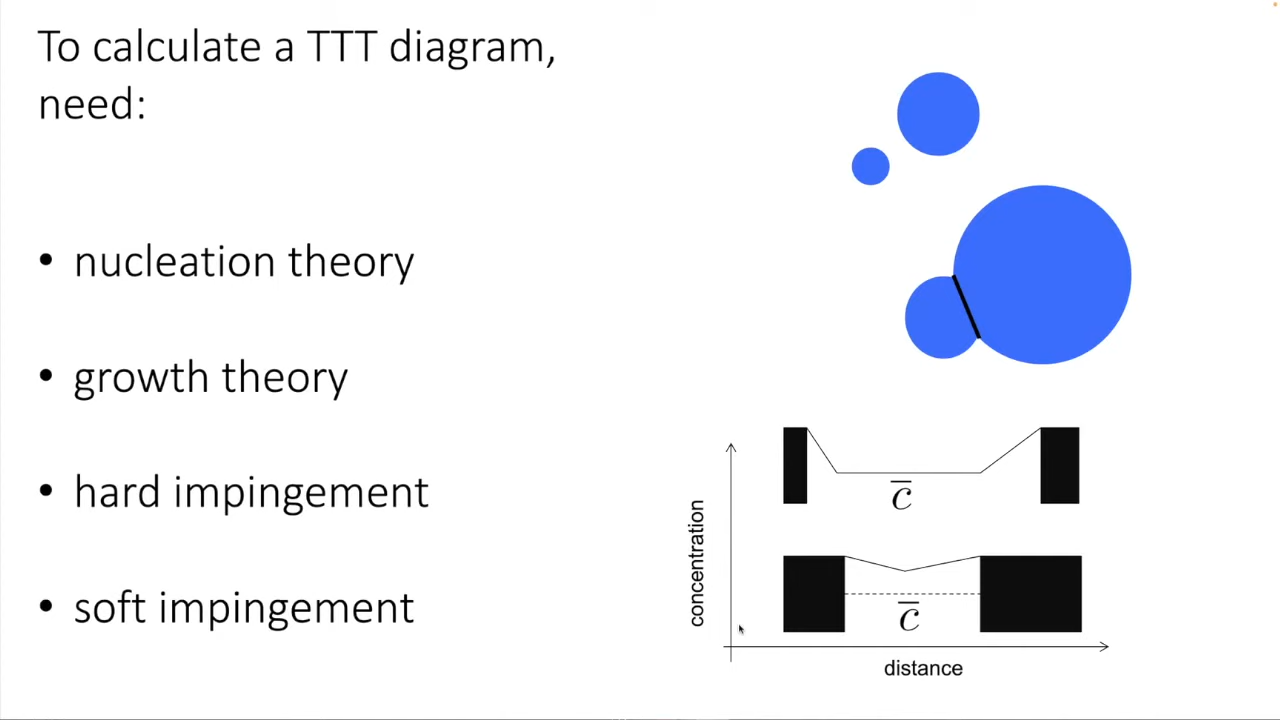 To calculate a TTT diagram,
need:
• nucleation theory
• growth theory
• hard impingement
• soft impingement
concentration
c̅
c̅
distance